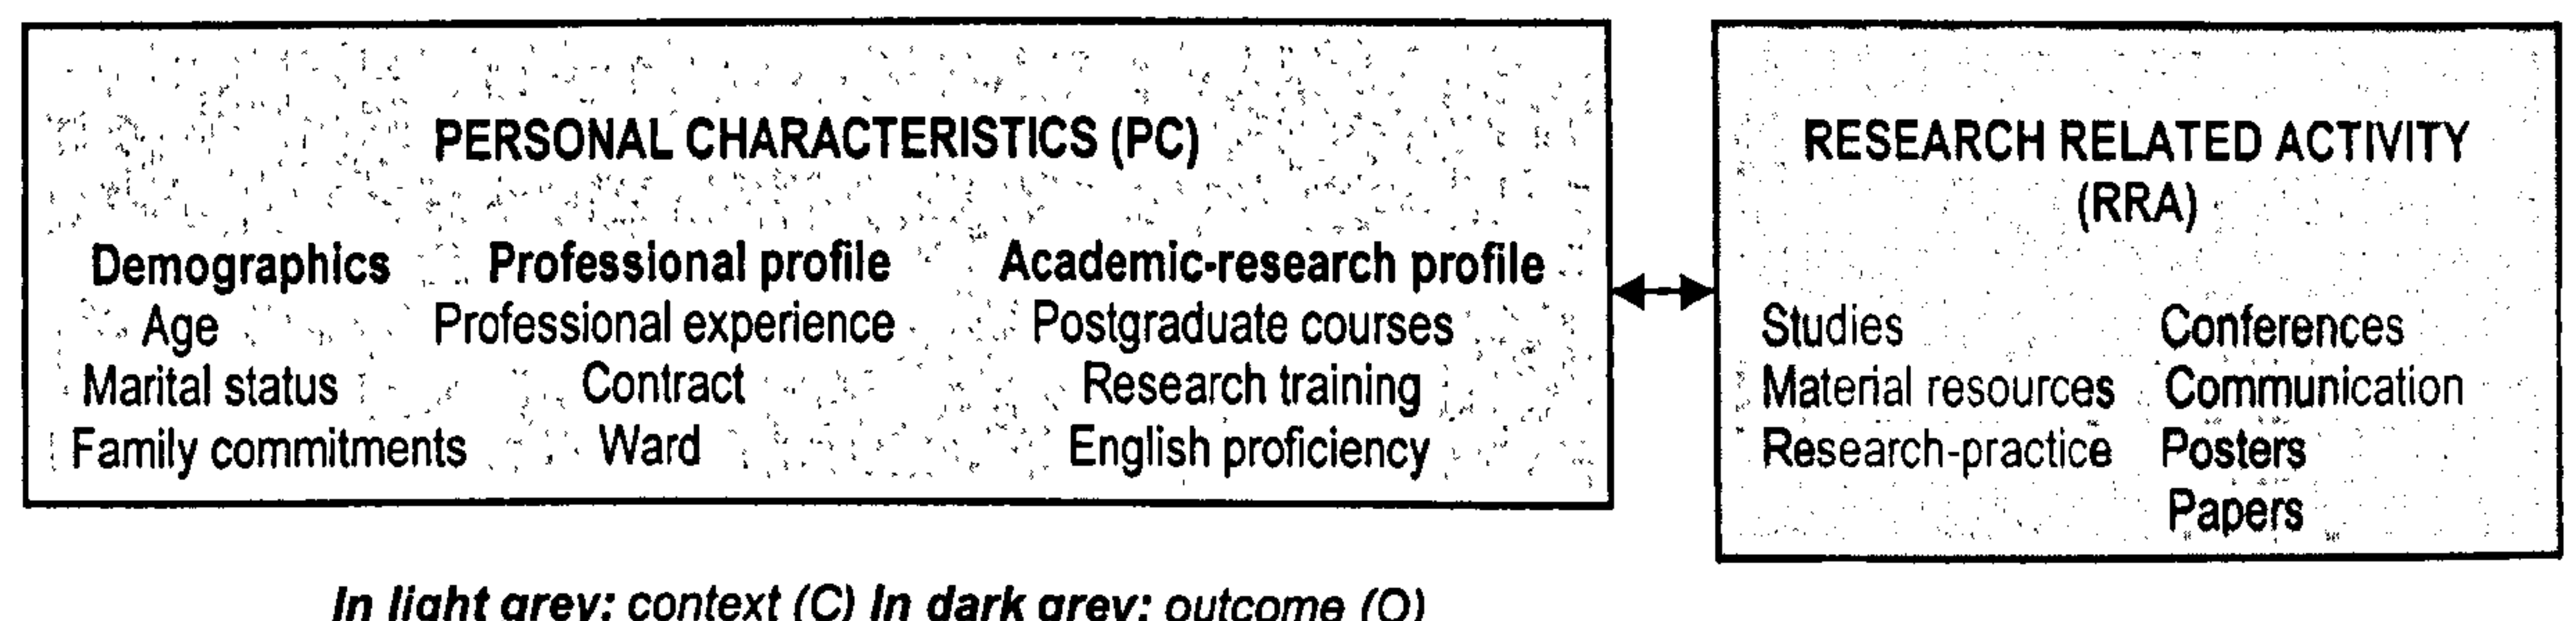 PERSONAL CHARACTERISTICS (PC)
Demographics Professional profile Academic-research profile
Age Professional experience Postgraduate courses
Marital status Contract Research training
Family commitments Ward English proficiency
RESEARCH RELATED ACTIVITY
(RRA)
Studies Conferences
Material resources Communication
Research-practice Posters
Papers
In light grey: context (C) In dark grey: outcome (O)